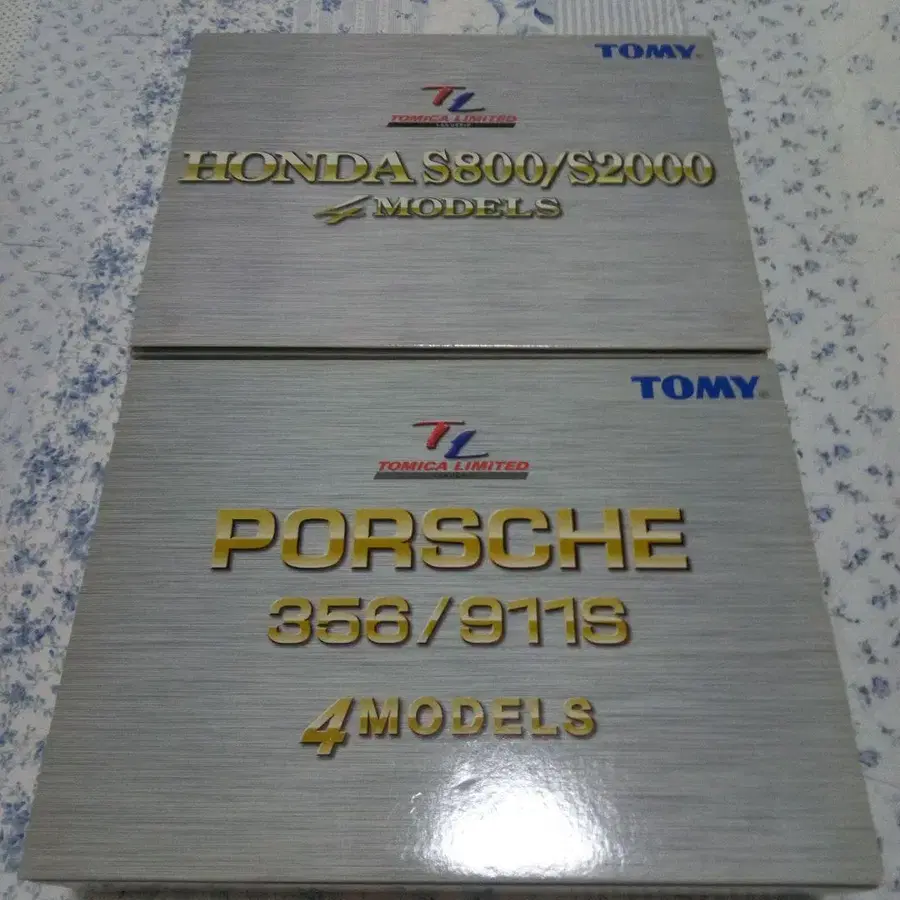 TOMY
TL
TOMICA LIMITED
HONDA S800/S2000
4 MODELS
TOMY
TL
TOMICA LIMITED
PORSCHE
356/911S
4 MODELS